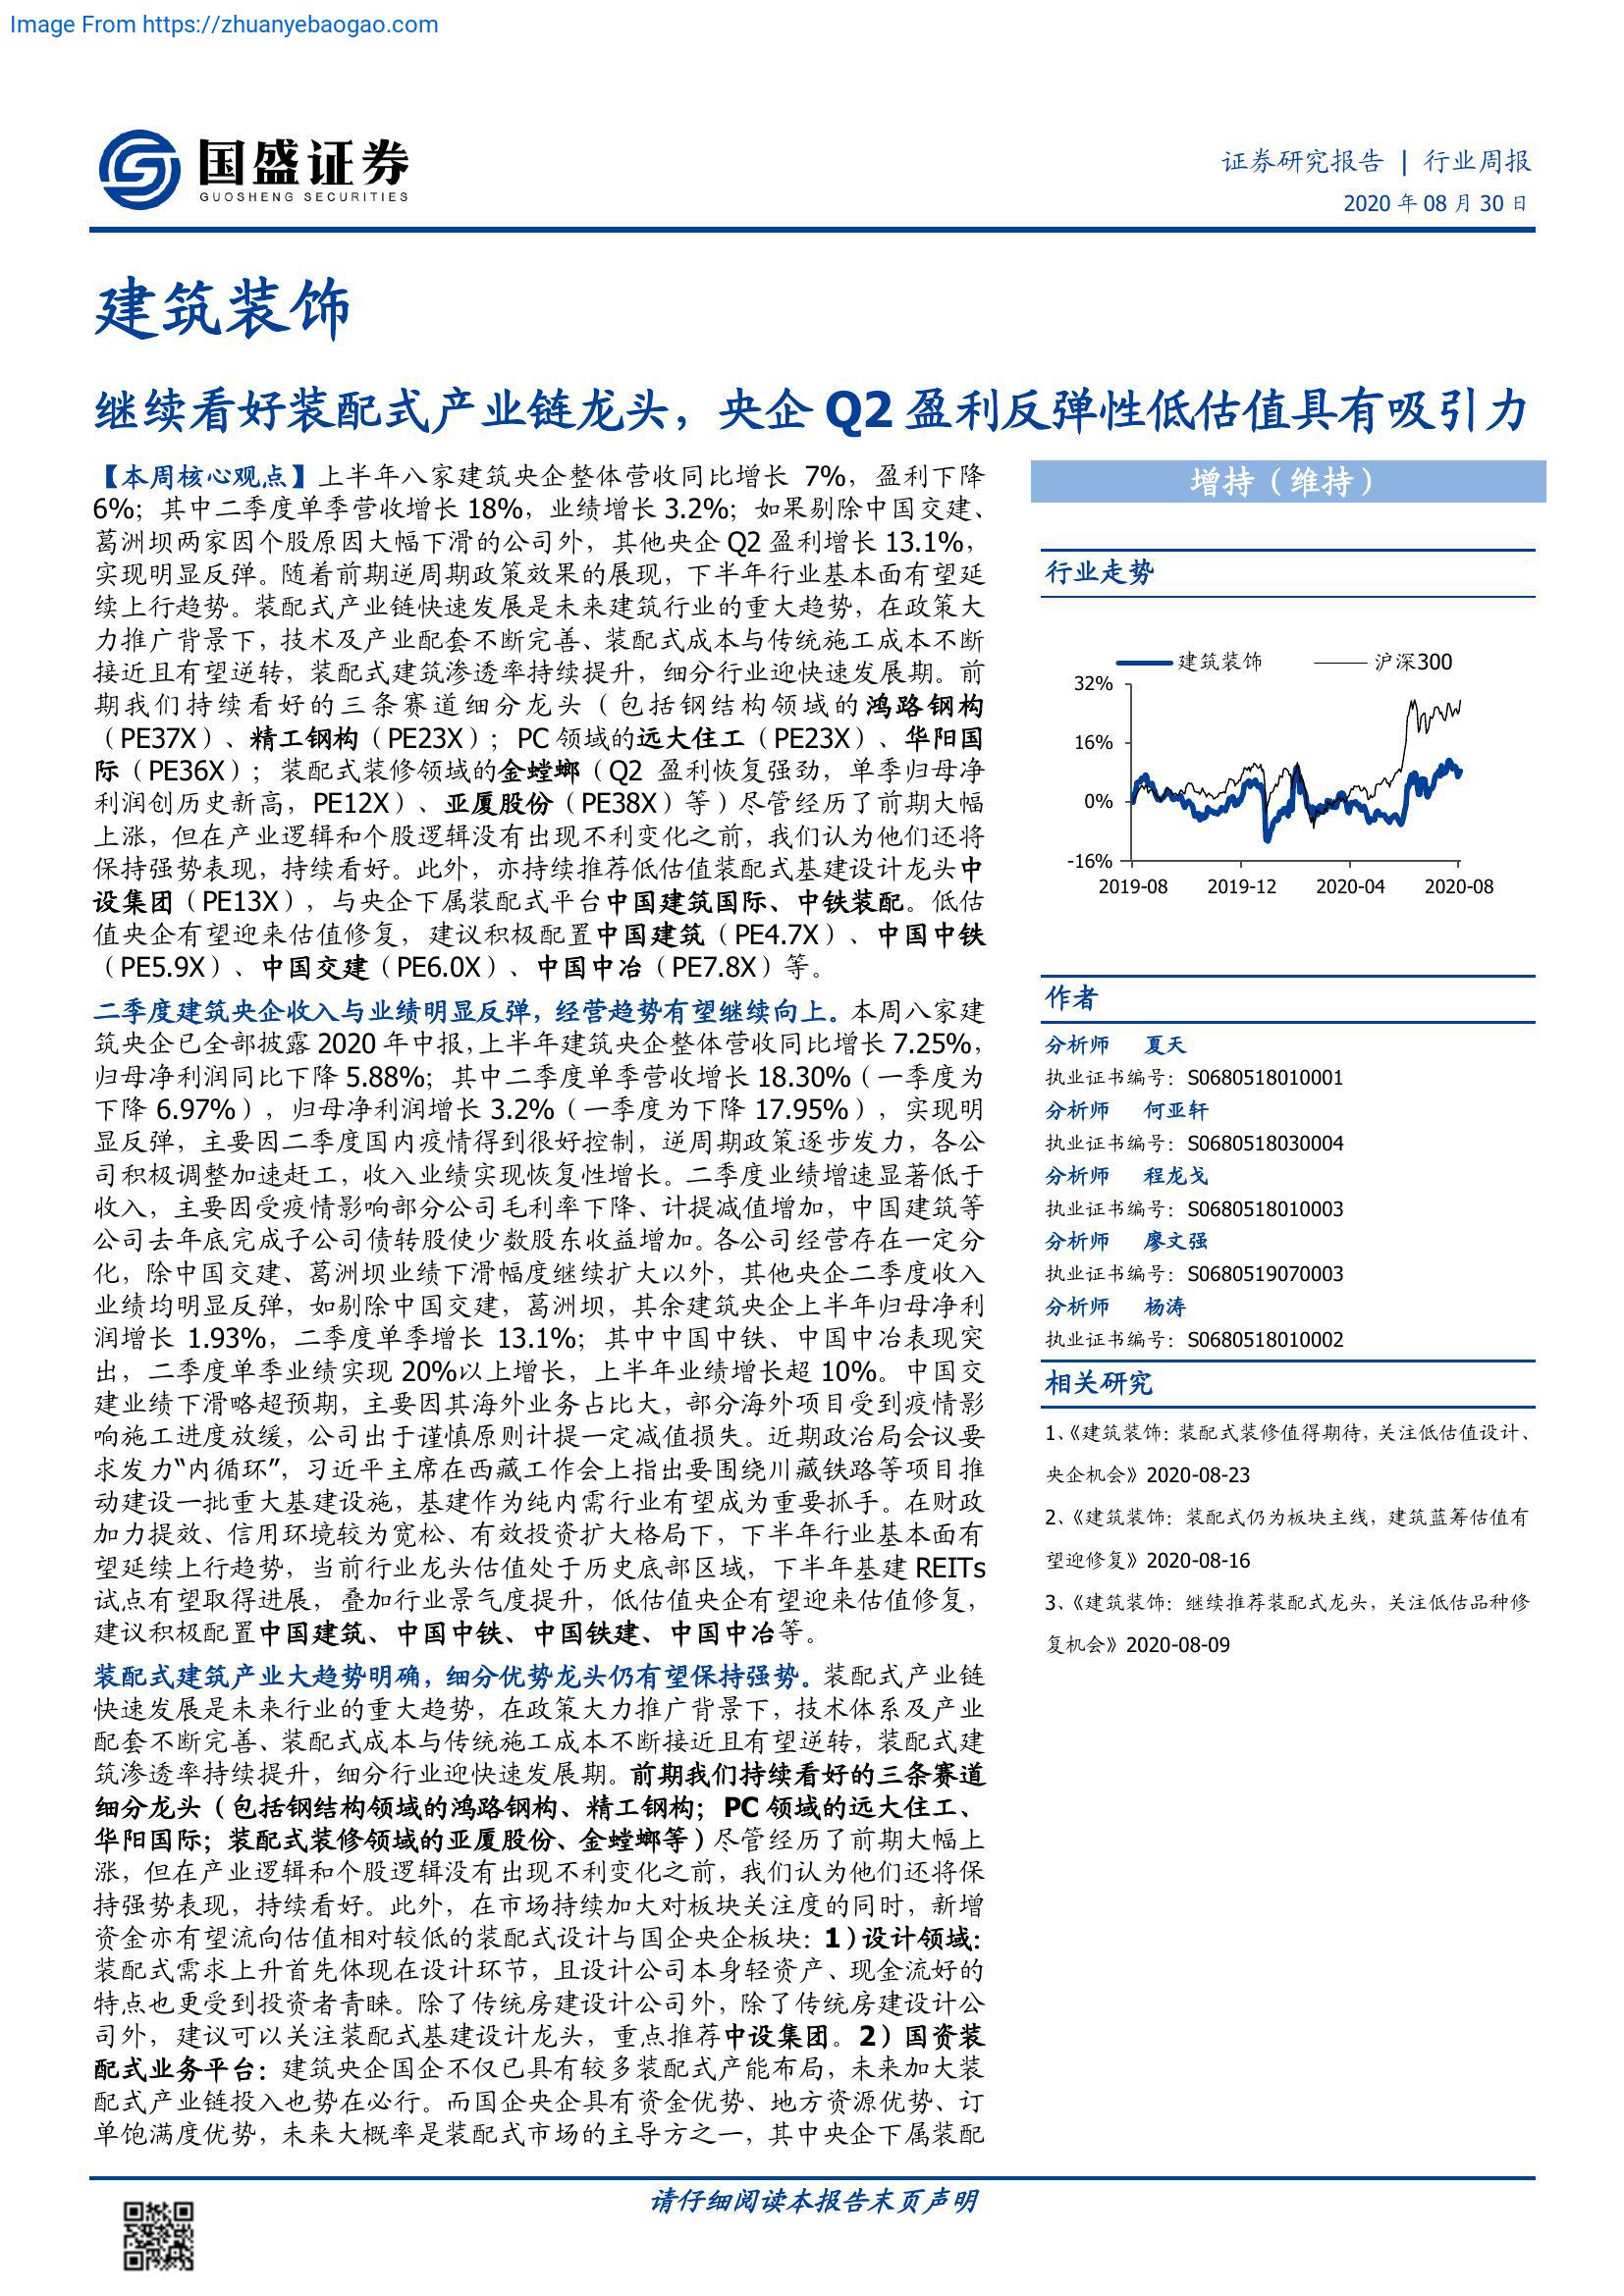 Image From https://zhuanyebaogao.com
国盛证券
GUOSHENG SECURITIES
证券研究报告 | 行业周报
2020 年 08 月 30 日
建筑装饰
继续看好装配式产业链龙头，央企 Q2 盈利反弹性低估值具有吸引力
【本周核心观点】上半年八家建筑央企整体营收同比增长 7%，盈利下降
6%；其中二季度单季营收增长 18%，业绩增长 3.2%；如果剔除中国交建、
葛洲坝两家因个股原因大幅下滑的公司外，其他央企 Q2 盈利增长 13.1%，
实现明显反弹。随着前期逆周期政策效果的展现，下半年行业基本面有望延
续上行趋势。装配式产业链快速发展是未来建筑行业的重大趋势，在政策大
力推广背景下，技术及产业配套不断完善、装配式成本与传统施工成本不断
接近且有望逆转，装配式建筑渗透率持续提升，细分行业迎快速发展期。前
期我们持续看好的三条赛道细分龙头（包括钢结构领域的鸿路钢构
（PE37X）、精工钢构（PE23X）；PC 领域的远大住工（PE23X）、华阳国
际（PE36X）；装配式装修领域的金螳螂（Q2 盈利恢复强劲，单季归母净
利润创历史新高，PE12X）、亚厦股份（PE38X）等）尽管经历了前期大幅
上涨，但在产业逻辑和个股逻辑没有出现不利变化之前，我们认为他们还将
保持强势表现，持续看好。此外，亦持续推荐低估值装配式基建设计龙头中
设集团（PE13X），与央企下属装配式平台中国建筑国际、中铁装配。低估
值央企有望迎来估值修复，建议积极配置中国建筑（PE4.7X）、中国中铁
（PE5.9X）、中国交建（PE6.0X）、中国中冶（PE7.8X）等。
二季度建筑央企收入与业绩明显反弹，经营趋势有望继续向上。本周八家建
筑央企已全部披露 2020 年中报，上半年建筑央企整体营收同比增长 7.25%，
归母净利润同比下降 5.88%；其中二季度单季营收增长 18.30%（一季度为
下降 6.97%），归母净利润增长 3.2%（一季度为下降 17.95%），实现明
显反弹，主要因二季度国内疫情得到很好控制，逆周期政策逐步发力，各公
司积极调整加速赶工，收入业绩实现恢复性增长。二季度业绩增速显著低于
收入，主要因受疫情影响部分公司毛利率下降、计提减值增加，中国建筑等
公司去年底完成子公司债转股使少数股东收益增加。各公司经营存在一定分
化，除中国交建、葛洲坝业绩下滑幅度继续扩大以外，其他央企二季度收入
业绩均明显反弹，如剔除中国交建，葛洲坝，其余建筑央企上半年归母净利
润增长 1.93%，二季度单季增长 13.1%；其中中国中铁、中国中冶表现突
出，二季度单季业绩实现 20%以上增长，上半年业绩增长超 10%。中国交
建业绩下滑略超预期，主要因其海外业务占比大，部分海外项目受到疫情影
响施工进度放缓，公司出于谨慎原则计提一定减值损失。近期政治局会议要
求发力“内循环”，习近平主席在西藏工作会上指出要围绕川藏铁路等项目推
动建设一批重大基建设施，基建作为纯内需行业有望成为重要抓手。在财政
加力提效、信用环境较为宽松、有效投资扩大格局下，下半年行业基本面有
望延续上行趋势，当前行业龙头估值处于历史底部区域，下半年基建 REITs
试点有望取得进展，叠加行业景气度提升，低估值央企有望迎来估值修复，
建议积极配置中国建筑、中国中铁、中国铁建、中国中冶等。
装配式建筑产业大趋势明确，细分优势龙头仍有望保持强势。装配式产业链
快速发展是未来行业的重大趋势，在政策大力推广背景下，技术体系及产业
配套不断完善、装配式成本与传统施工成本不断接近且有望逆转，装配式建
筑渗透率持续提升，细分行业迎快速发展期。前期我们持续看好的三条赛道
细分龙头（包括钢结构领域的鸿路钢构、精工钢构；PC 领域的远大住工、
华阳国际；装配式装修领域的亚厦股份、金螳螂等）尽管经历了前期大幅上
涨，但在产业逻辑和个股逻辑没有出现不利变化之前，我们认为他们还将保
持强势表现，持续看好。此外，在市场持续加大对板块关注度的同时，新增
资金亦有望流向估值相对较低的装配式设计与国企央企板块：1）设计领域：
装配式需求上升首先体现在设计环节，且设计公司本身轻资产、现金流好的
特点也更受到投资者青睐。除了传统房建设计公司外，除了传统房建设计公
司外，建议可以关注装配式基建设计龙头，重点推荐中设集团。2）国资装
配式业务平台：建筑央企国企不仅已具有较多装配式产能布局，未来加大装
配式产业链投入也势在必行。而国企央企具有资金优势、地方资源优势、订
单饱满度优势，未来大概率是装配式市场的主导方之一，其中央企下属装配
增持（维持）
行业走势
建筑装饰 沪深300
32%
16%
0%
-16%
2019-08 2019-12 2020-04 2020-08
作者
分析师 夏天
执业证书编号：S0680518010001
分析师 何亚轩
执业证书编号：S0680518030004
分析师 程龙戈
执业证书编号：S0680518010003
分析师 廖文强
执业证书编号：S0680519070003
分析师 杨涛
执业证书编号：S0680518010002
相关研究
1、《建筑装饰：装配式装修值得期待，关注低估值设计、
央企机会》2020-08-23
2、《建筑装饰：装配式仍为板块主线，建筑蓝筹估值有
望迎修复》2020-08-16
3、《建筑装饰：继续推荐装配式龙头，关注低估品种修
复机会》2020-08-09
请仔细阅读本报告末页声明